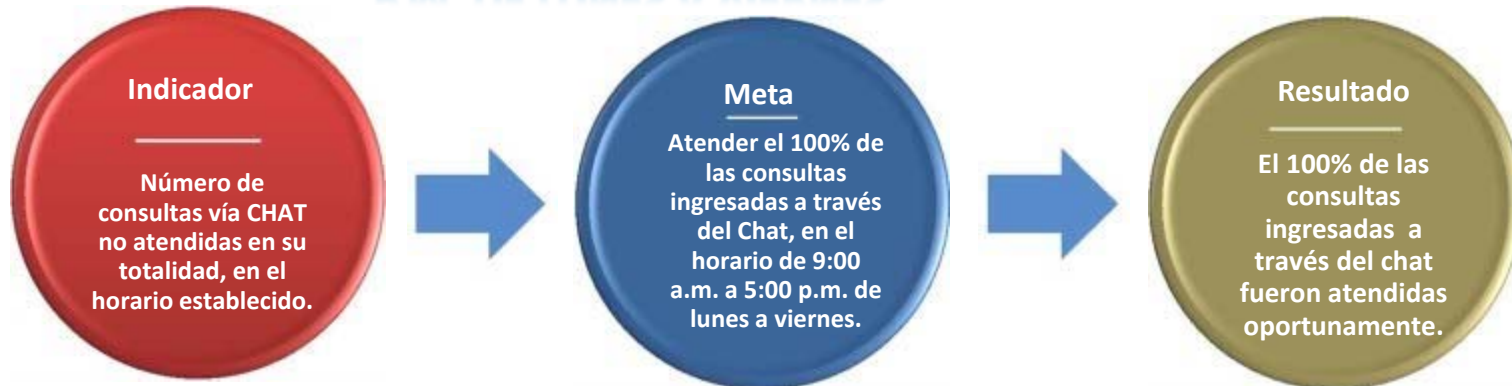 Indicador
Número de
consultas vía CHAT
no atendidas en su
totalidad, en el
horario establecido.
Meta
Atender el 100% de
las consultas
ingresadas a través
del Chat, en el
horario de 9:00
a.m. a 5:00 p.m. de
lunes a viernes.
Resultado
El 100% de las
consultas
ingresadas a
través del chat
fueron atendidas
oportunamente.